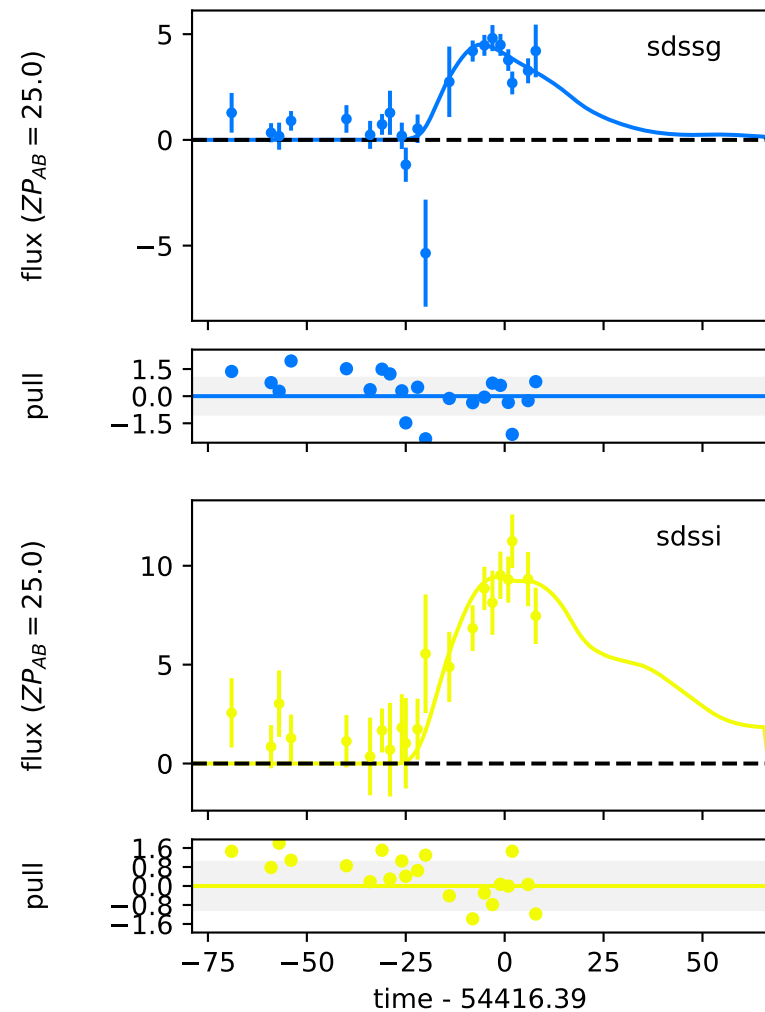 sdssg
flux (ZP_AB = 25.0)
5
0
−5
pull
1.5
0.0
−1.5
sdssi
flux (ZP_AB = 25.0)
10
5
0
pull
1.6
0.8
0.0
−0.8
−1.6
−75 −50 −25 0 25 50
time - 54416.39